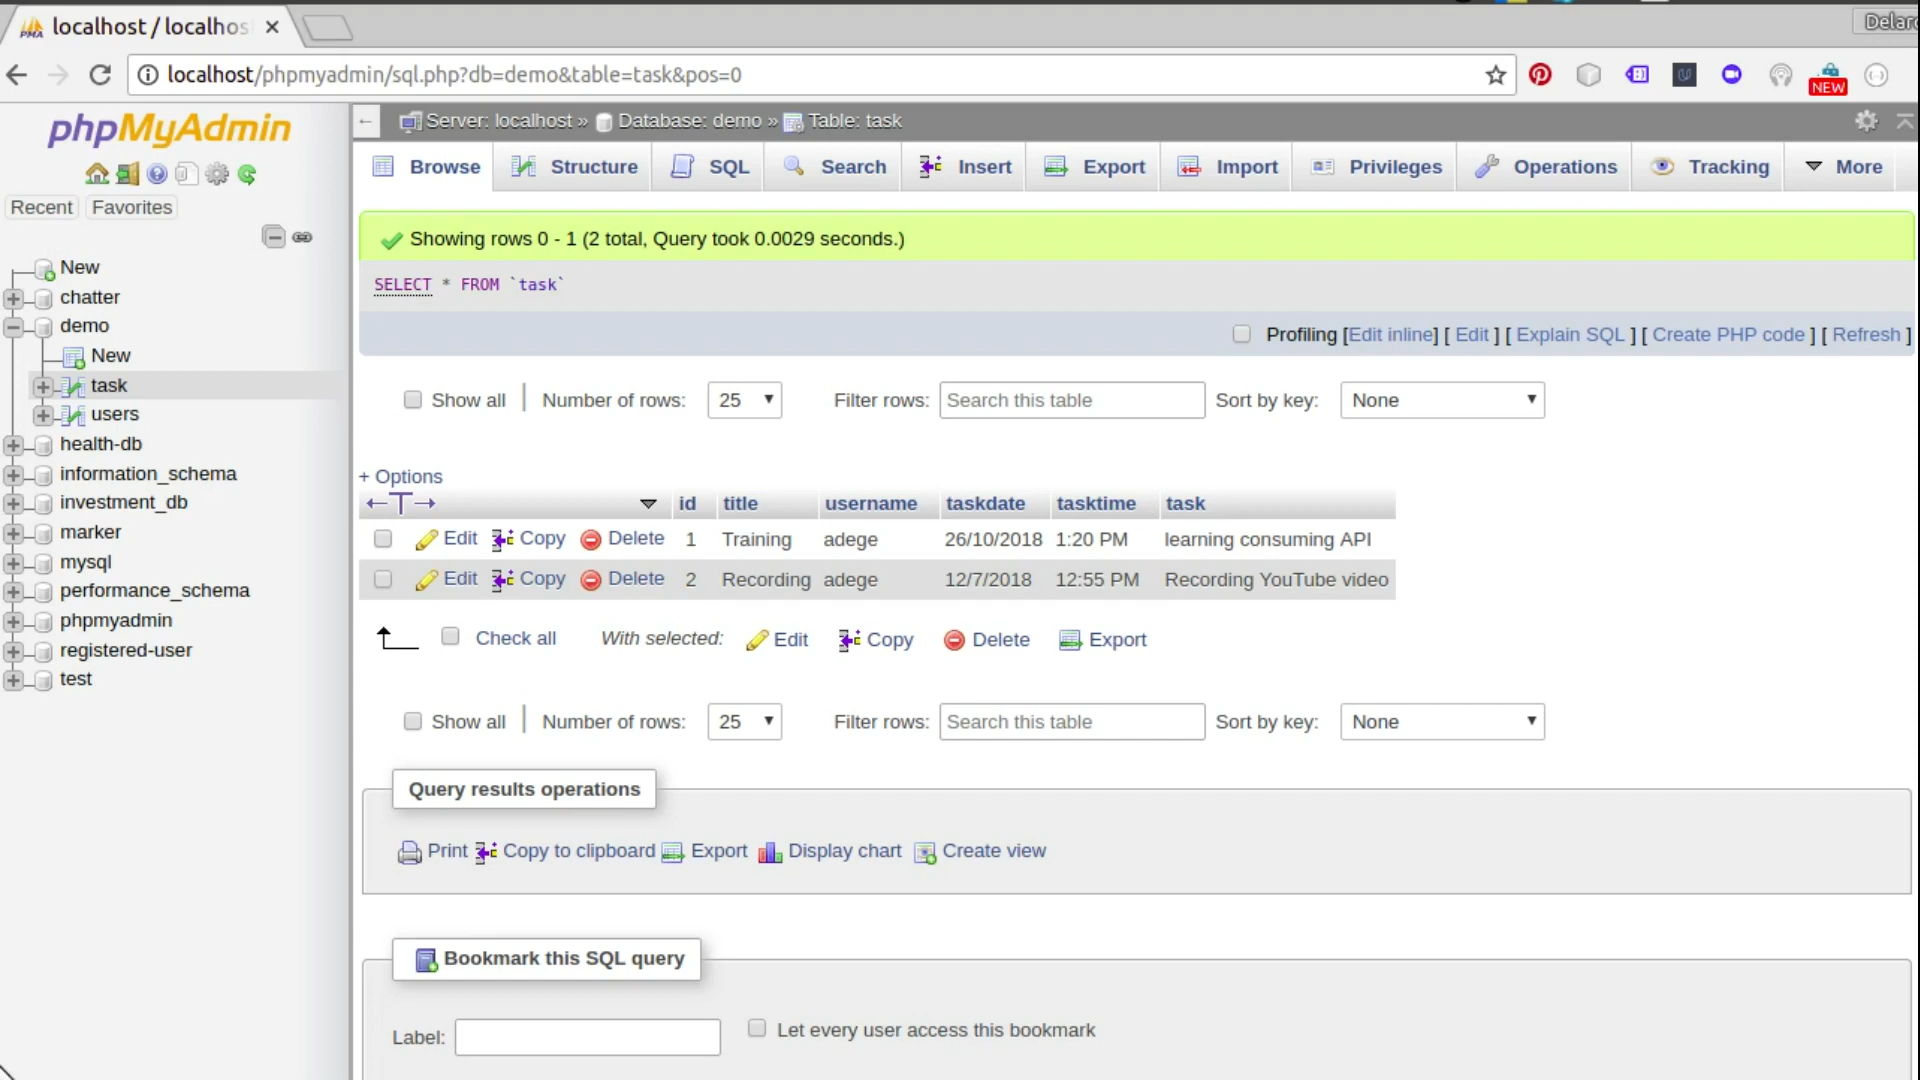 localhost / localhos
Delarc
localhost/phpmyadmin/sql.php?db=demo&table=task&pos=0
NEW
phpMyAdmin
Recent Favorites
New
chatter
demo
New
task
users
health-db
information_schema
investment_db
marker
mysql
performance_schema
phpmyadmin
registered-user
test
Server: localhost » Database: demo » Table: task
Browse Structure SQL Search Insert Export Import Privileges Operations Tracking More
Showing rows 0 - 1 (2 total, Query took 0.0029 seconds.)
SELECT * FROM `task`
Profiling [Edit inline] [ Edit ] [ Explain SQL ] [ Create PHP code ] [ Refresh ]
Show all Number of rows: 25 Filter rows: Search this table Sort by key: None
+ Options
id title username taskdate tasktime task
Edit Copy Delete 1 Training adege 26/10/2018 1:20 PM learning consuming API
Edit Copy Delete 2 Recording adege 12/7/2018 12:55 PM Recording YouTube video
Check all With selected: Edit Copy Delete Export
Show all Number of rows: 25 Filter rows: Search this table Sort by key: None
Query results operations
Print Copy to clipboard Export Display chart Create view
Bookmark this SQL query
Label: Let every user access this bookmark